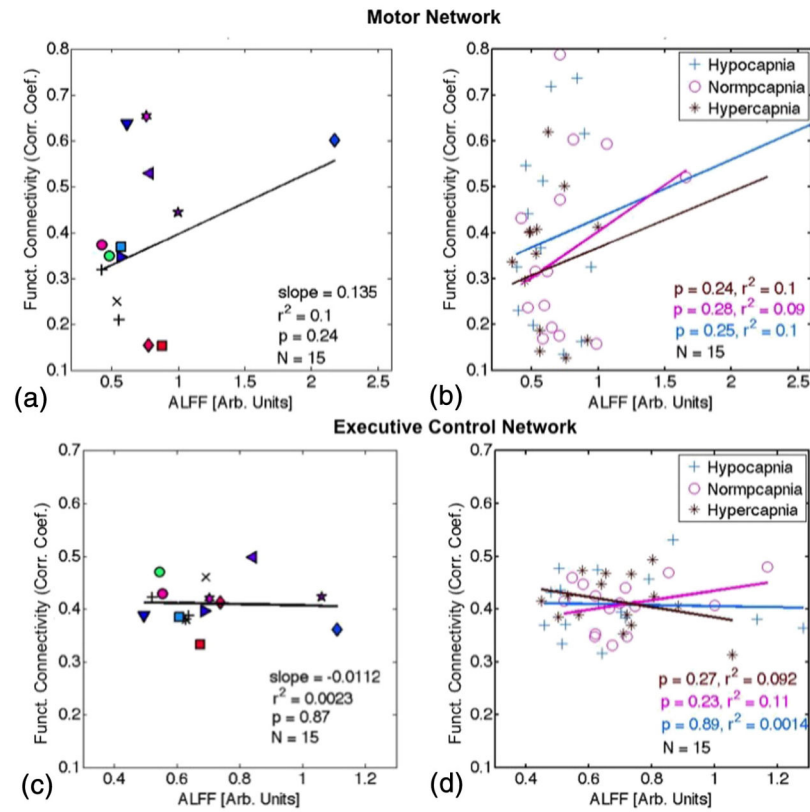 Motor Network
0.8
0.7
0.6
0.5
0.4
0.3
0.2
0.1
Funct. Connectivity (Corr. Coef.)
slope = 0.135
r² = 0.1
p = 0.24
N = 15
0.5 1 1.5 2 2.5
ALFF [Arb. Units]
(a)
0.8
0.7
0.6
0.5
0.4
0.3
0.2
0.1
Funct. Connectivity (Corr. Coef.)
Hypocapnia
Normpcapnia
Hypercapnia
p = 0.24, r² = 0.1
p = 0.28, r² = 0.09
p = 0.25, r² = 0.1
N = 15
0.5 1 1.5 2 2.5
ALFF [Arb. Units]
(b)
Executive Control Network
0.7
0.6
0.5
0.4
0.3
0.2
0.1
Funct. Connectivity (Corr. Coef.)
slope = -0.0112
r² = 0.0023
p = 0.87
N = 15
0.4 0.6 0.8 1 1.2
ALFF [Arb. Units]
(c)
0.7
0.6
0.5
0.4
0.3
0.2
0.1
Funct. Connectivity (Corr. Coef.)
Hypocapnia
Normpcapnia
Hypercapnia
p = 0.27, r² = 0.092
p = 0.23, r² = 0.11
p = 0.89, r² = 0.0014
N = 15
0.4 0.6 0.8 1 1.2
ALFF [Arb. Units]
(d)